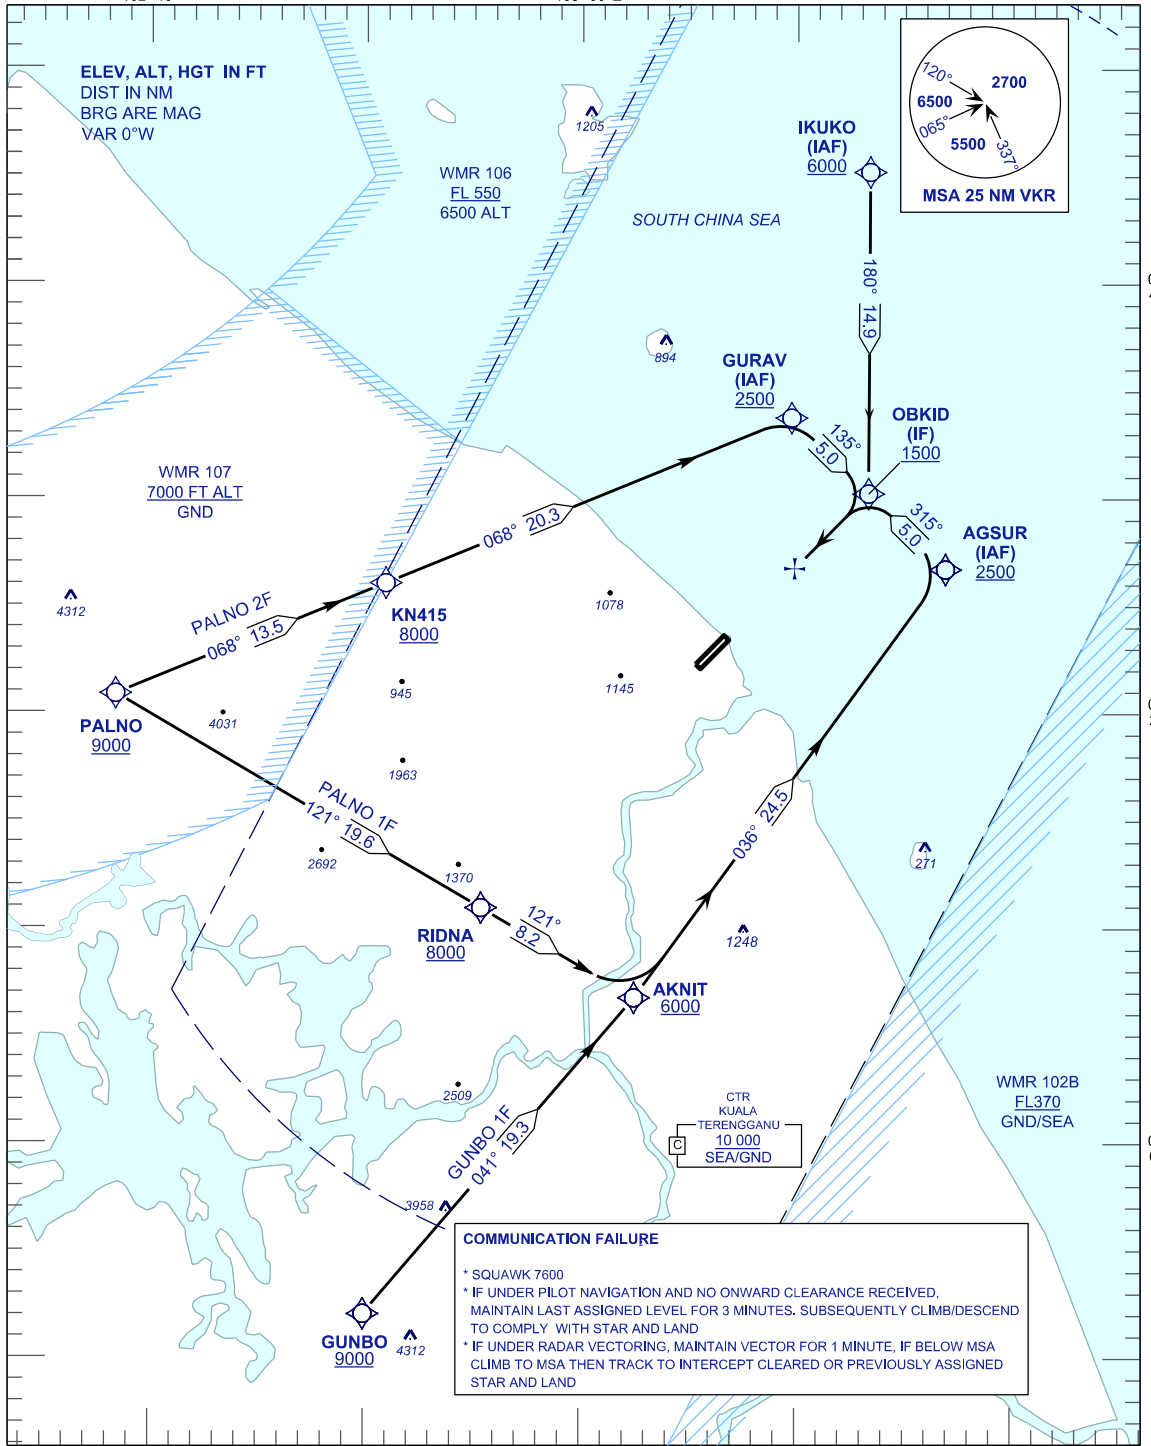 ELEV, ALT, HGT IN FT
DIST IN NM
BRG ARE MAG
VAR 0°W
1205
WMR 106
FL 550
6500 ALT
SOUTH CHINA SEA
IKUKO
(IAF)
6000
120°
2700
6500
065°
5500
337°
MSA 25 NM VKR
180° 14.9
894
GURAV
(IAF)
2500
135°
5.0
OBKID
(IF)
1500
315°
5.0
AGSUR
(IAF)
2500
WMR 107
7000 FT ALT
GND
068° 20.3
4312
PALNO 2F
068° 13.5
KN415
8000
1078
945
1145
PALNO
9000
4031
1963
PALNO 1F
121° 19.6
036° 24.5
2692
1370
271
RIDNA
8000
121°
8.2
1248
AKNIT
6000
2509
GUNBO 1F
041° 19.3
CTR
KUALA
TERENGGANU
C
10 000
SEA/GND
WMR 102B
FL370
GND/SEA
3958
GUNBO
9000
4312
COMMUNICATION FAILURE
* SQUAWK 7600
* IF UNDER PILOT NAVIGATION AND NO ONWARD CLEARANCE RECEIVED,
MAINTAIN LAST ASSIGNED LEVEL FOR 3 MINUTES. SUBSEQUENTLY CLIMB/DESCEND
TO COMPLY WITH STAR AND LAND
* IF UNDER RADAR VECTORING, MAINTAIN VECTOR FOR 1 MINUTE, IF BELOW MSA
CLIMB TO MSA THEN TRACK TO INTERCEPT CLEARED OR PREVIOUSLY ASSIGNED
STAR AND LAND